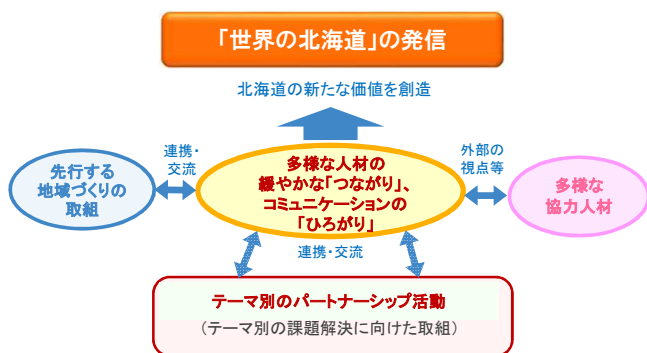 「世界の北海道」の発信
北海道の新たな価値を創造
連携・
交流
外部の
視点等
先行する
地域づくりの
取組
多様な人材の
緩やかな「つながり」、
コミュニケーションの
「ひろがり」
多様な
協力人材
連携・交流
テーマ別のパートナーシップ活動
（テーマ別の課題解決に向けた取組）